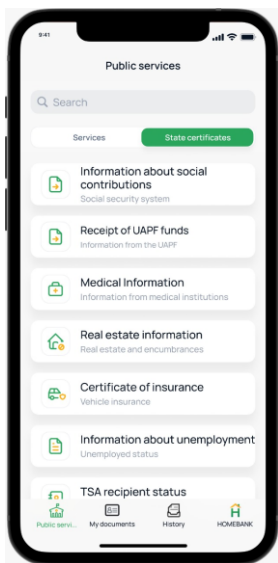 9:41
Public services
Search
Services
State certificates
Information about social
contributions
Social security system
Receipt of UAPF funds
Information from the UAPF
Medical Information
Information from medical institutions
Real estate information
Real estate and encumbrances
Certificate of insurance
Vehicle insurance
Information about unemployment
Unemployed status
TSA recipient status
Public servi...
My documents
History
HOMEBANK